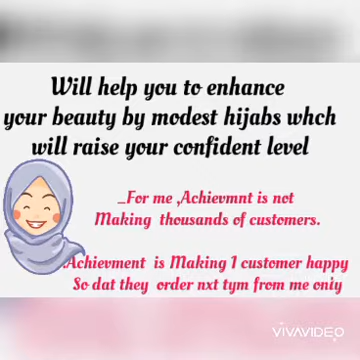 Will help you to enhance
your beauty by modest hijabs whch
will raise your confident level
_For me ,Achievmnt is not
Making thousands of customers.
Achievment is Making 1 customer happy
So dat they order nxt tym from me oniy
VIVAVIDEO